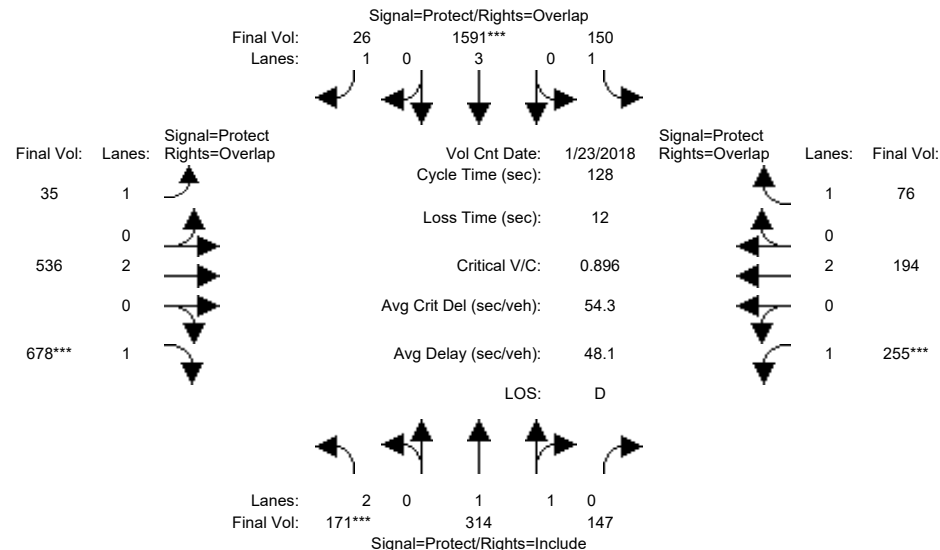 Signal=Protect/Rights=Overlap
Final Vol: 26 1591*** 150
Lanes: 1 0 3 0 1
Signal=Protect
Final Vol: Lanes: Rights=Overlap
Vol Cnt Date: 1/23/2018
Signal=Protect
Rights=Overlap Lanes: Final Vol:
Cycle Time (sec): 128
35 1
1 76
Loss Time (sec): 12
0
0
536 2
Critical V/C: 0.896
2 194
0
Avg Crit Del (sec/veh): 54.3
0
678*** 1
Avg Delay (sec/veh): 48.1
1 255***
LOS: D
Lanes: 2 0 1 1 0
Final Vol: 171*** 314 147
Signal=Protect/Rights=Include